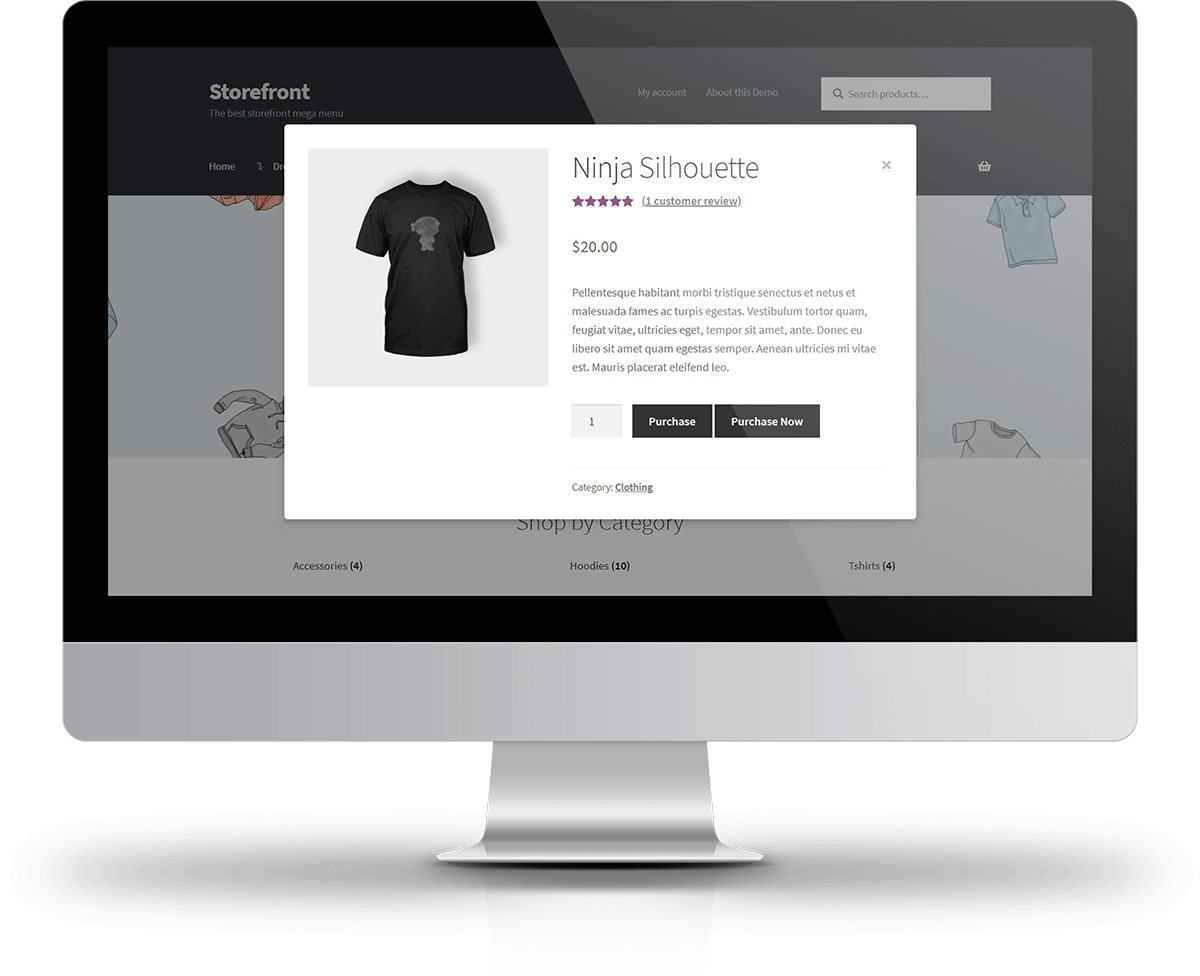 Storefront
The best storefront mega menu
My account
About this Demo
Search products…
Home
Ninja Silhouette
×
(1 customer review)
$20.00
Pellentesque habitant morbi tristique senectus et netus et
malesuada fames ac turpis egestas. Vestibulum tortor quam,
feugiat vitae, ultricies eget, tempor sit amet, ante. Donec eu
libero sit amet quam egestas semper. Aenean ultricies mi vitae
est. Mauris placerat eleifend leo.
1
Purchase
Purchase Now
Category: Clothing
Shop by Category
Accessories (4)
Hoodies (10)
Tshirts (4)